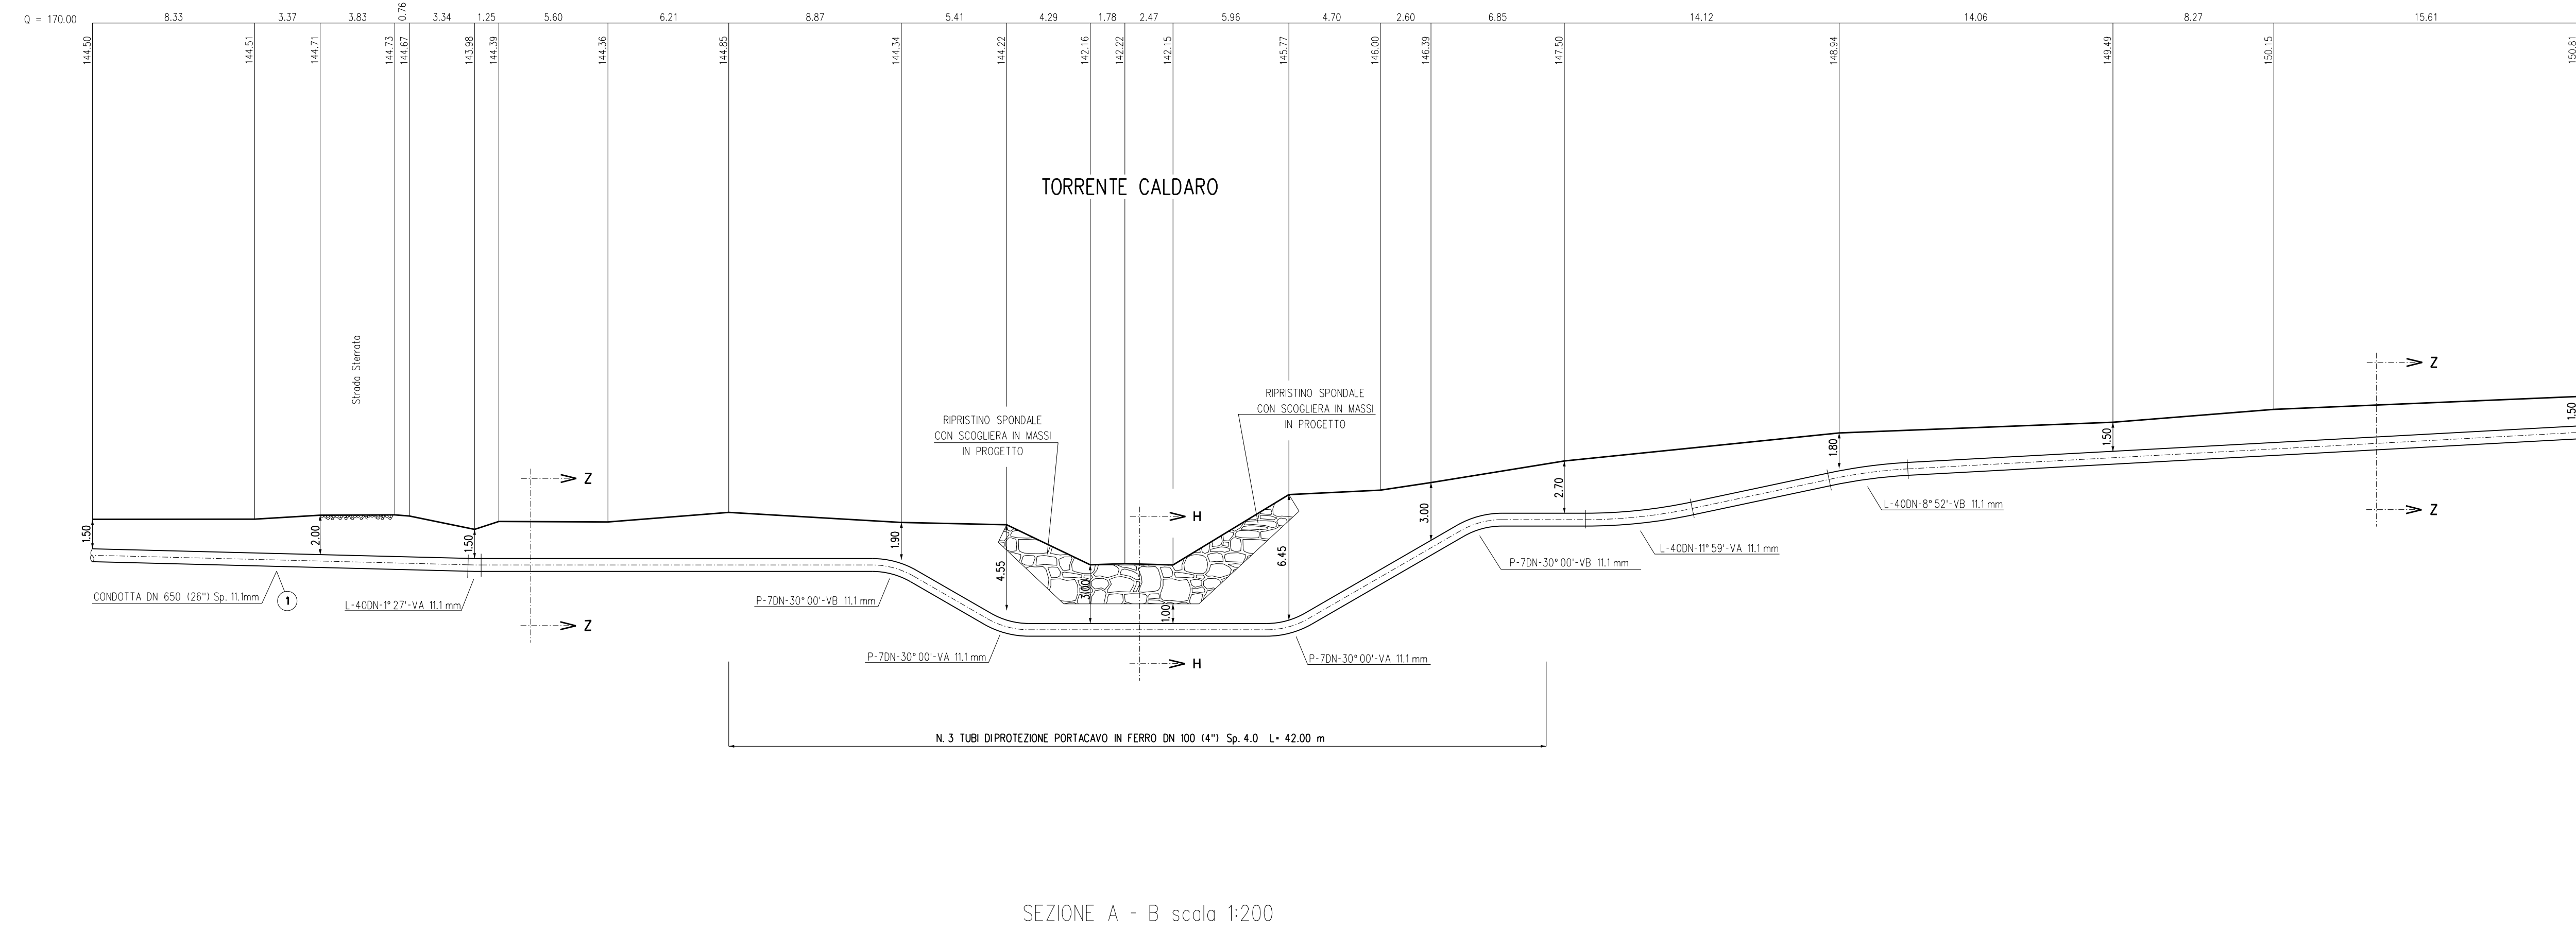 Q = 170.00
8.33 3.37 3.83 0.76 3.34 1.25 5.60 6.21 8.87 5.41 4.29 1.78 2.47 5.96 4.70 2.60 6.85 14.12 14.06 8.27 15.61
144.50 144.51 144.71 144.73 144.67 143.98 144.39 144.36 144.85 144.34 144.22 142.16 142.22 142.15 145.77 146.00 146.39 147.50 148.94 149.49 150.15 150.81
TORRENTE CALDARO
Strada Sterrata
RIPRISTINO SPONDALE
CON SCOGLIERA IN MASSI
IN PROGETTO
RIPRISTINO SPONDALE
CON SCOGLIERA IN MASSI
IN PROGETTO
Z
Z
Z
Z
H
H
1.50
2.00
1.50
1.90
4.55
3.00
1.00
6.45
3.00
2.70
1.80
1.50
1.50
CONDOTTA DN 650 (26") Sp. 11.1mm
1
L-40DN-1°27'-VA 11.1 mm
P-7DN-30°00'-VB 11.1 mm
P-7DN-30°00'-VA 11.1 mm
P-7DN-30°00'-VA 11.1 mm
P-7DN-30°00'-VB 11.1 mm
L-40DN-11°59'-VA 11.1 mm
L-40DN-8°52'-VB 11.1 mm
N. 3 TUBI DI PROTEZIONE PORTACAVO IN FERRO DN 100 (4") Sp. 4.0 L= 42.00 m
SEZIONE A - B scala 1:200